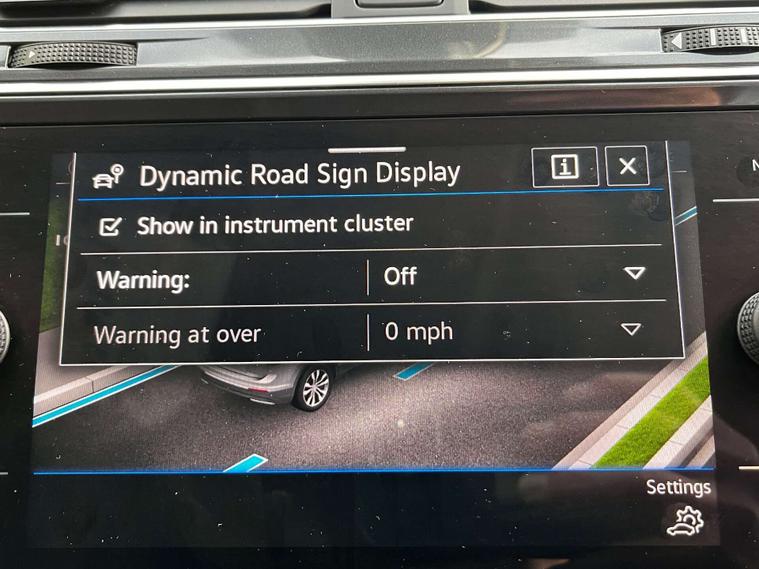 Dynamic Road Sign Display
Show in instrument cluster
Warning: Off
Warning at over 0 mph
Settings